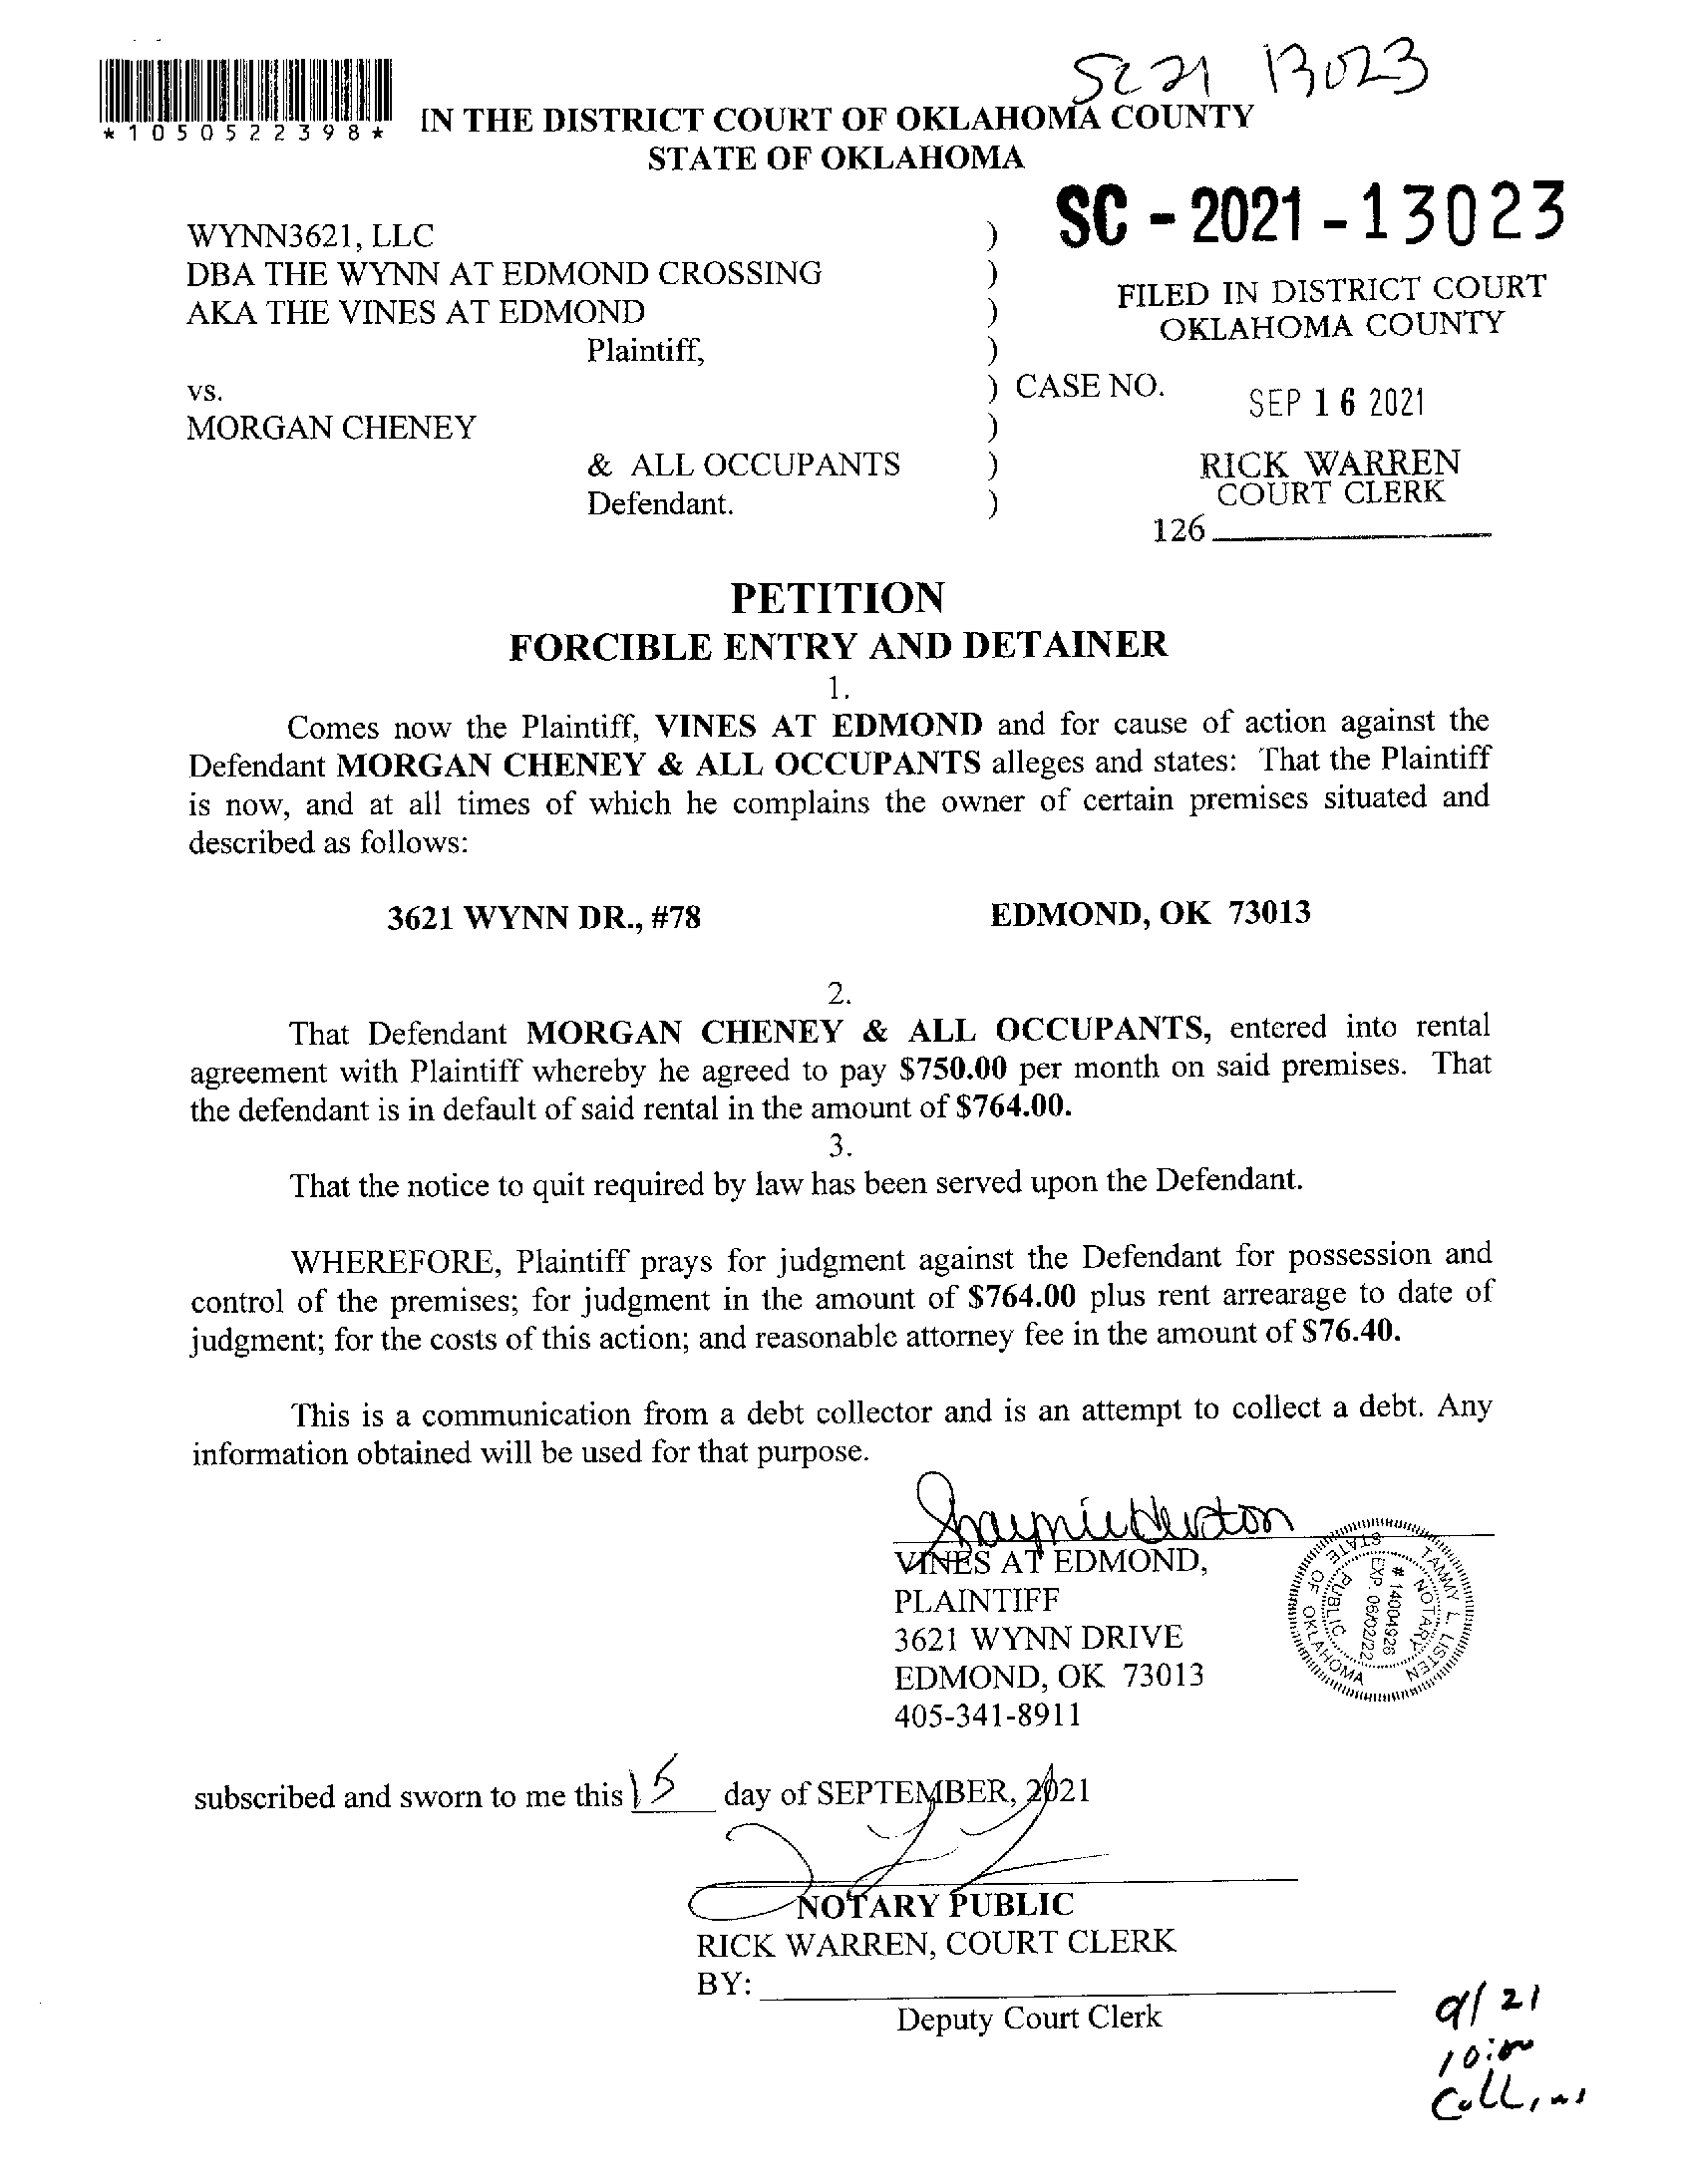 SC 21 13023
*1050522398*
IN THE DISTRICT COURT OF OKLAHOMA COUNTY
STATE OF OKLAHOMA
SC - 2021 - 13023
WYNN3621, LLC )
DBA THE WYNN AT EDMOND CROSSING )
AKA THE VINES AT EDMOND )
Plaintiff, )
vs. ) CASE NO.
MORGAN CHENEY )
& ALL OCCUPANTS )
Defendant. )
FILED IN DISTRICT COURT
OKLAHOMA COUNTY
SEP 16 2021
RICK WARREN
COURT CLERK
126
PETITION
FORCIBLE ENTRY AND DETAINER
1.
Comes now the Plaintiff, VINES AT EDMOND and for cause of action against the
Defendant MORGAN CHENEY & ALL OCCUPANTS alleges and states: That the Plaintiff
is now, and at all times of which he complains the owner of certain premises situated and
described as follows:
3621 WYNN DR., #78 EDMOND, OK 73013
2.
That Defendant MORGAN CHENEY & ALL OCCUPANTS, entered into rental
agreement with Plaintiff whereby he agreed to pay $750.00 per month on said premises. That
the defendant is in default of said rental in the amount of $764.00.
3.
That the notice to quit required by law has been served upon the Defendant.
WHEREFORE, Plaintiff prays for judgment against the Defendant for possession and
control of the premises; for judgment in the amount of $764.00 plus rent arrearage to date of
judgment; for the costs of this action; and reasonable attorney fee in the amount of $76.40.
This is a communication from a debt collector and is an attempt to collect a debt. Any
information obtained will be used for that purpose.
VINES AT EDMOND,
PLAINTIFF
3621 WYNN DRIVE
EDMOND, OK 73013
405-341-8911
TAMMY L. LISTEN
NOTARY
# 14004926
EXP. 06/02/22
PUBLIC
STATE OF OKLAHOMA
subscribed and sworn to me this 15 day of SEPTEMBER, 2021
NOTARY PUBLIC
RICK WARREN, COURT CLERK
BY:
Deputy Court Clerk
9/21
10:00
Collins